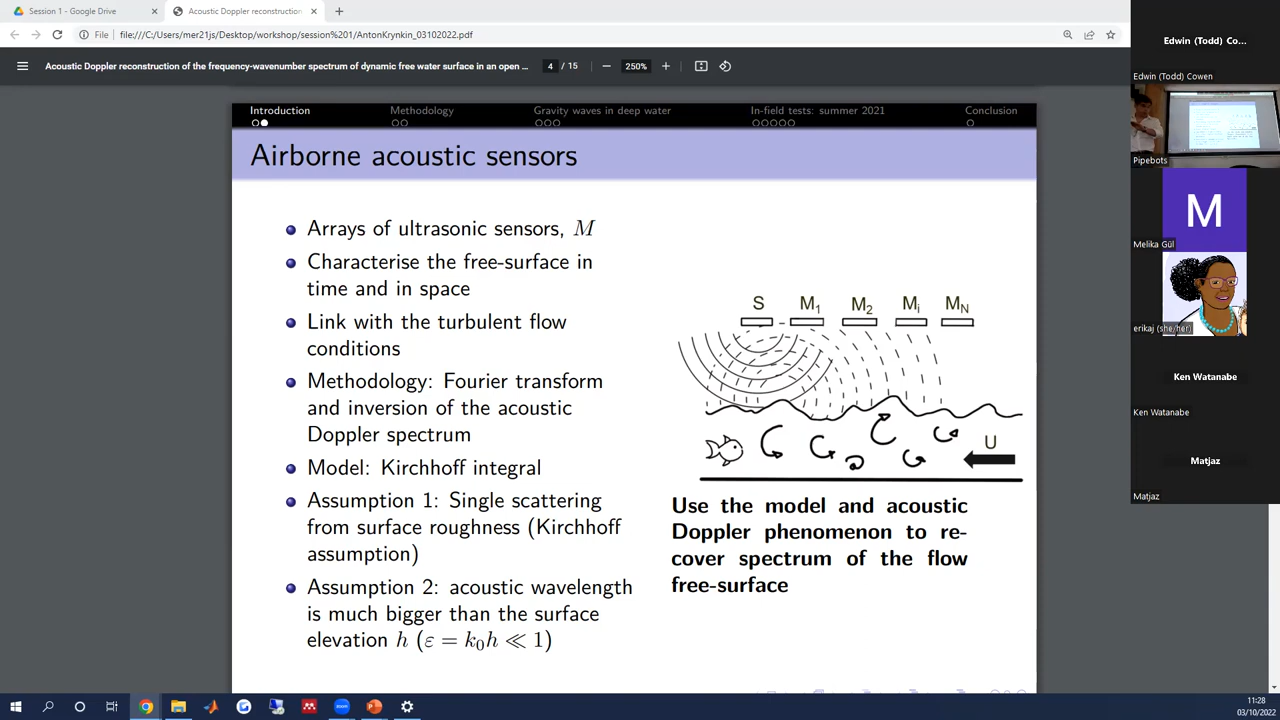 Session 1 - Google Drive
Acoustic Doppler reconstruction
File
file:///C:/Users/mer21js/Desktop/workshop/session%201/AntonKrynkin_03102022.pdf
Acoustic Doppler reconstruction of the frequency-wavenumber spectrum of dynamic free water surface in an open ...
4 / 15
250%
Introduction
Methodology
Gravity waves in deep water
In-field tests: summer 2021
Conclusion
Airborne acoustic sensors
Arrays of ultrasonic sensors, M
Characterise the free-surface in
time and in space
Link with the turbulent flow
conditions
Methodology: Fourier transform
and inversion of the acoustic
Doppler spectrum
Model: Kirchhoff integral
Assumption 1: Single scattering
from surface roughness (Kirchhoff
assumption)
Assumption 2: acoustic wavelength
is much bigger than the surface
elevation h (ε = k₀h ≪ 1)
S
M₁
M₂
Mᵢ
M_N
U
Use the model and acoustic
Doppler phenomenon to re-
cover spectrum of the flow
free-surface
Edwin (Todd) Co...
Edwin (Todd) Cowen
Pipebots
M
Melika Gül
erikaj (she/her)
Ken Watanabe
Ken Watanabe
Matjaz
Matjaz
11:28
03/10/2022